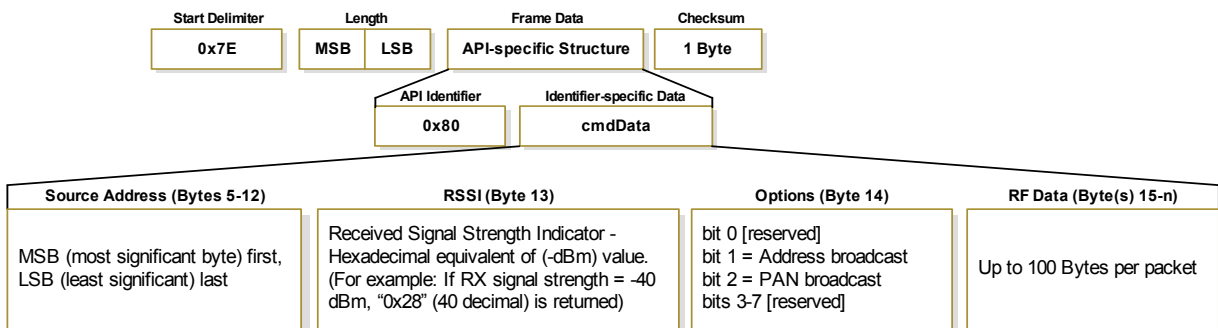 Start Delimiter
Length
Frame Data
Checksum
0x7E
MSB
LSB
API-specific Structure
1 Byte
API Identifier
Identifier-specific Data
0x80
cmdData
Source Address (Bytes 5-12)
MSB (most significant byte) first,
LSB (least significant) last
RSSI (Byte 13)
Received Signal Strength Indicator -
Hexadecimal equivalent of (-dBm) value.
(For example: If RX signal strength = -40
dBm, “0x28” (40 decimal) is returned)
Options (Byte 14)
bit 0 [reserved]
bit 1 = Address broadcast
bit 2 = PAN broadcast
bits 3-7 [reserved]
RF Data (Byte(s) 15-n)
Up to 100 Bytes per packet